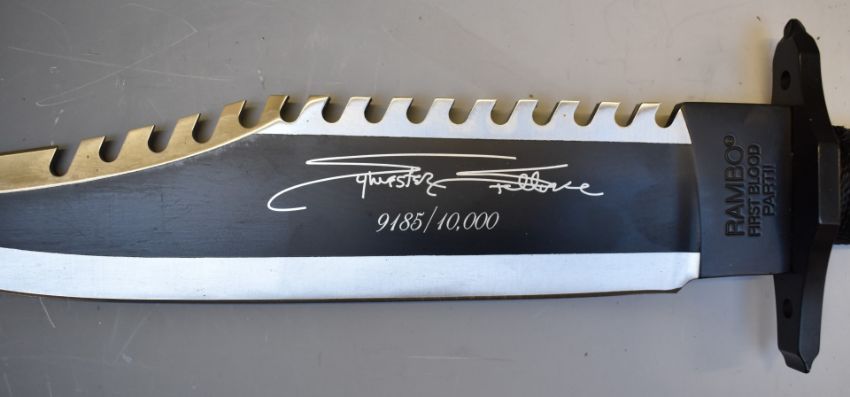 Sylvester Stallone
9185/10,000
RAMBO®
FIRST BLOOD
PART II